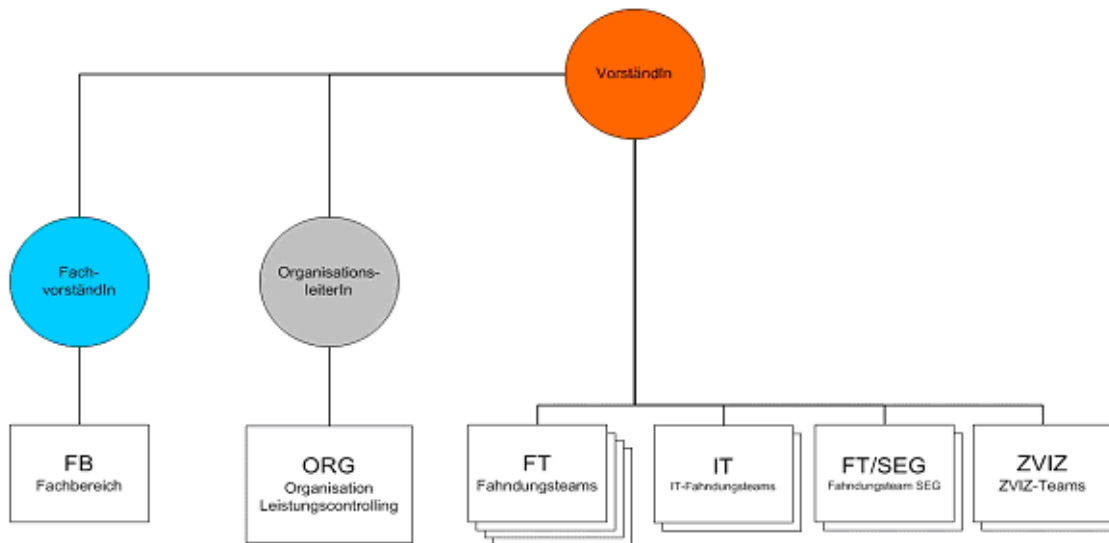 VorständIn
Fach-
vorständIn
Organisations-
leiterIn
FB
Fachbereich
ORG
Organisation
Leistungscontrolling
FT
Fahndungsteams
IT
IT-Fahndungsteams
FT/SEG
Fahndungsteam SEG
ZVIZ
ZVIZ-Teams